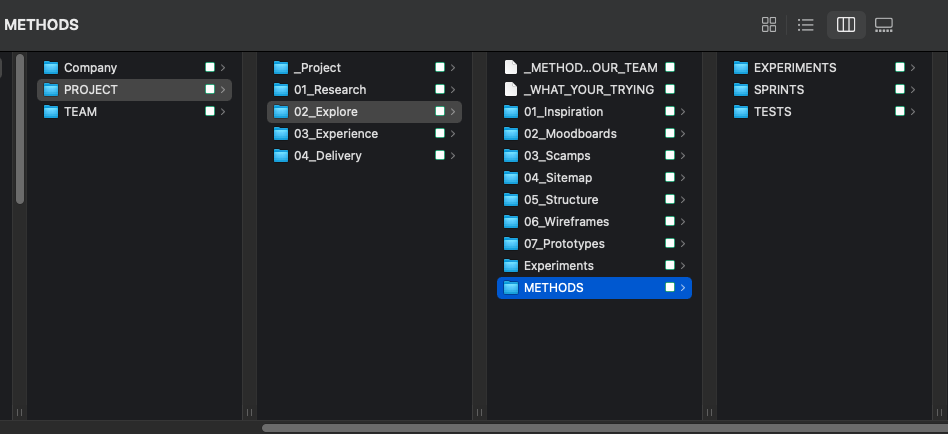 METHODS
Company
PROJECT
TEAM
_Project
01_Research
02_Explore
03_Experience
04_Delivery
_METHOD...OUR_TEAM
_WHAT_YOUR_TRYING
01_Inspiration
02_Moodboards
03_Scamps
04_Sitemap
05_Structure
06_Wireframes
07_Prototypes
Experiments
METHODS
EXPERIMENTS
SPRINTS
TESTS